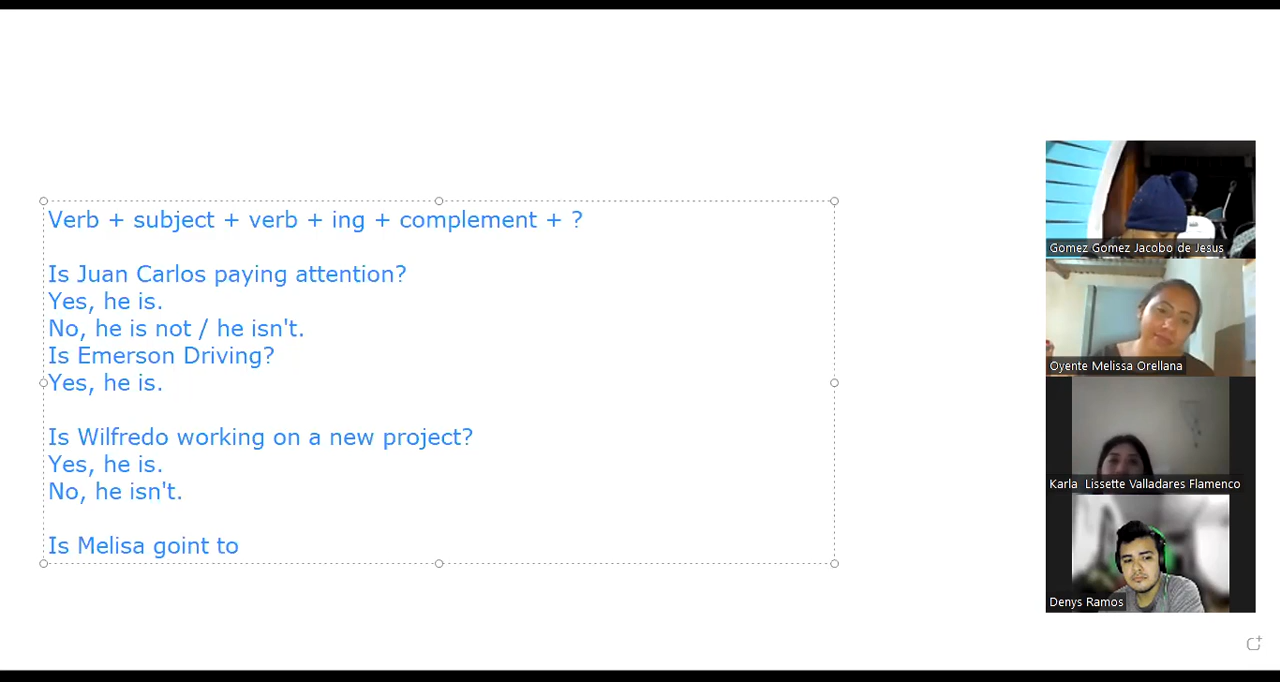 Verb + subject + verb + ing + complement + ?
Is Juan Carlos paying attention?
Yes, he is.
No, he is not / he isn't.
Is Emerson Driving?
Yes, he is.
Is Wilfredo working on a new project?
Yes, he is.
No, he isn't.
Is Melisa goint to
Gomez Gomez Jacobo de Jesus
Oyente Melissa Orellana
Karla Lissette Valladares Flamenco
Denys Ramos